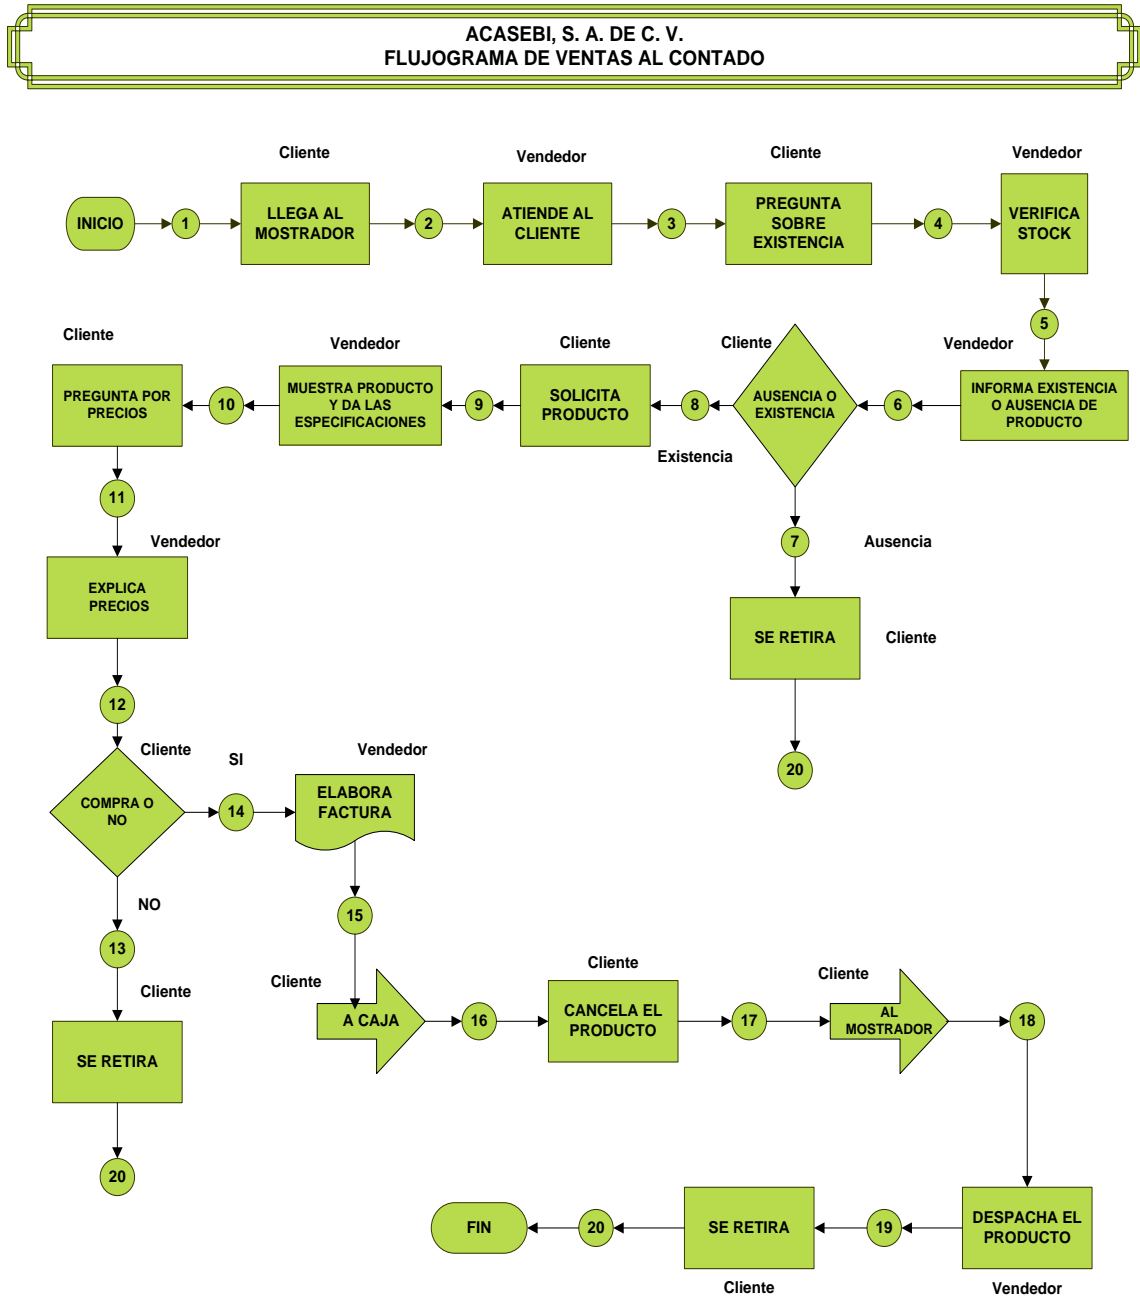 ACASEBI, S. A. DE C. V.
FLUJOGRAMA DE VENTAS AL CONTADO
Cliente
Vendedor
Cliente
Vendedor
INICIO
1
LLEGA AL
MOSTRADOR
2
ATIENDE AL
CLIENTE
3
PREGUNTA
SOBRE
EXISTENCIA
4
VERIFICA
STOCK
5
Vendedor
INFORMA EXISTENCIA
O AUSENCIA DE
PRODUCTO
6
Cliente
AUSENCIA O
EXISTENCIA
8
Existencia
Cliente
SOLICITA
PRODUCTO
9
Vendedor
MUESTRA PRODUCTO
Y DA LAS
ESPECIFICACIONES
10
Cliente
PREGUNTA POR
PRECIOS
7
Ausencia
SE RETIRA
Cliente
20
11
Vendedor
EXPLICA
PRECIOS
12
Cliente
COMPRA O
NO
SI
14
Vendedor
ELABORA
FACTURA
NO
13
Cliente
SE RETIRA
20
15
Cliente
A CAJA
16
Cliente
CANCELA EL
PRODUCTO
17
Cliente
AL
MOSTRADOR
18
DESPACHA EL
PRODUCTO
Vendedor
19
SE RETIRA
Cliente
20
FIN